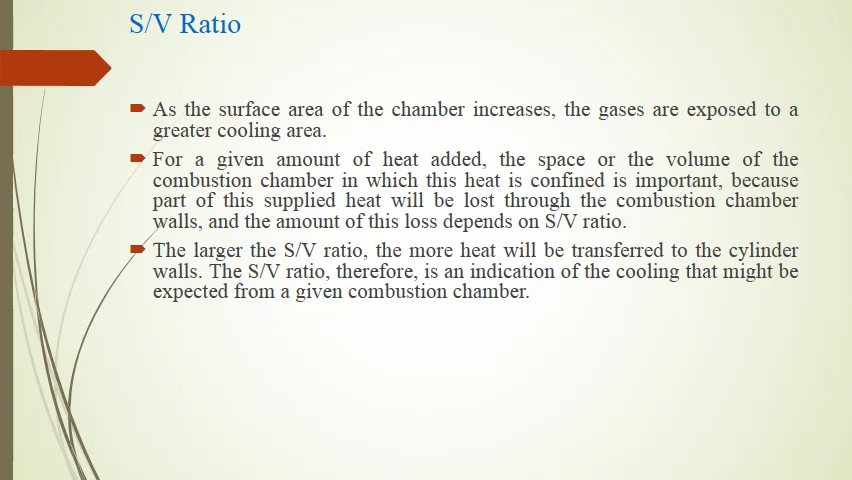 S/V Ratio
As the surface area of the chamber increases, the gases are exposed to a
greater cooling area.
For a given amount of heat added, the space or the volume of the
combustion chamber in which this heat is confined is important, because
part of this supplied heat will be lost through the combustion chamber
walls, and the amount of this loss depends on S/V ratio.
The larger the S/V ratio, the more heat will be transferred to the cylinder
walls. The S/V ratio, therefore, is an indication of the cooling that might be
expected from a given combustion chamber.